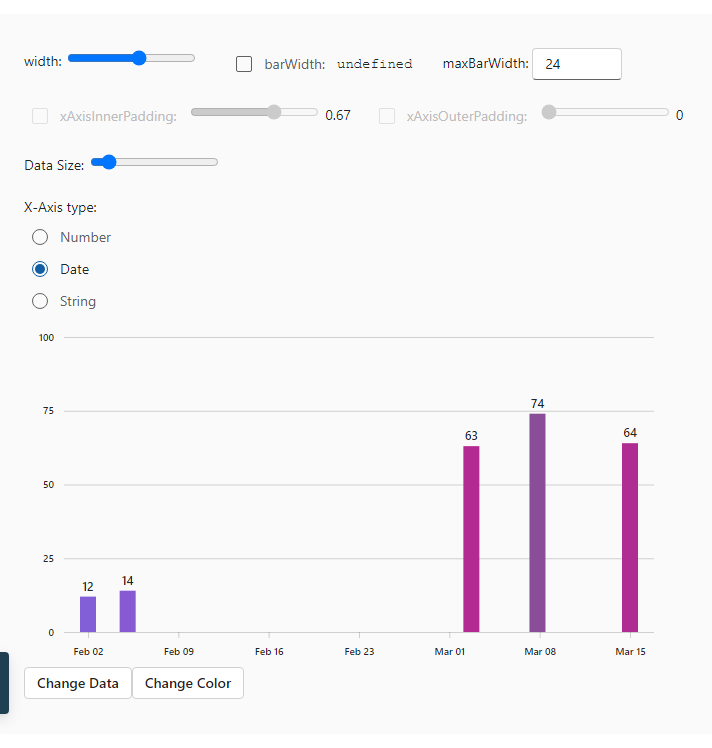 width: barWidth: undefined maxBarWidth: 24
xAxisInnerPadding: 0.67 xAxisOuterPadding: 0
Data Size:
X-Axis type:
Number
Date
String
100
75
50
25
0
12
14
63
74
64
Feb 02 Feb 09 Feb 16 Feb 23 Mar 01 Mar 08 Mar 15
Change Data Change Color